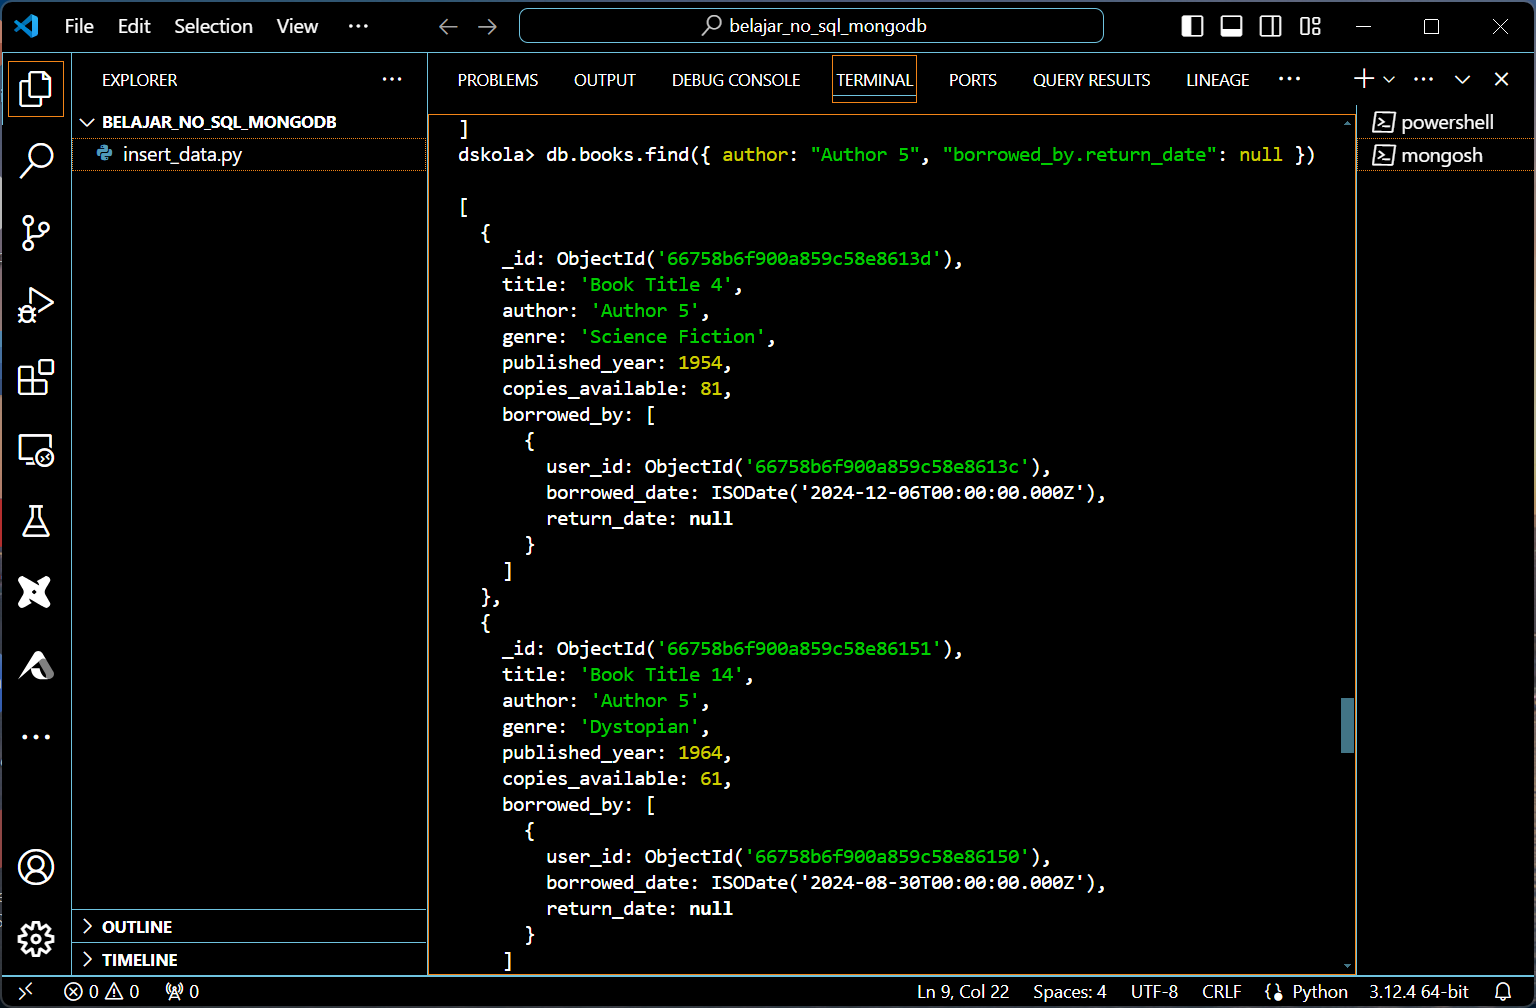 File Edit Selection View ··· belajar_no_sql_mongodb
EXPLORER ···
BELAJAR_NO_SQL_MONGODB
insert_data.py
OUTLINE
TIMELINE
PROBLEMS OUTPUT DEBUG CONSOLE TERMINAL PORTS QUERY RESULTS LINEAGE ···
]
dskola> db.books.find({ author: "Author 5", "borrowed_by.return_date": null })
[
{
_id: ObjectId('66758b6f900a859c58e8613d'),
title: 'Book Title 4',
author: 'Author 5',
genre: 'Science Fiction',
published_year: 1954,
copies_available: 81,
borrowed_by: [
{
user_id: ObjectId('66758b6f900a859c58e8613c'),
borrowed_date: ISODate('2024-12-06T00:00:00.000Z'),
return_date: null
}
]
},
{
_id: ObjectId('66758b6f900a859c58e86151'),
title: 'Book Title 14',
author: 'Author 5',
genre: 'Dystopian',
published_year: 1964,
copies_available: 61,
borrowed_by: [
{
user_id: ObjectId('66758b6f900a859c58e86150'),
borrowed_date: ISODate('2024-08-30T00:00:00.000Z'),
return_date: null
}
]
powershell
mongosh
0 0 0 Ln 9, Col 22 Spaces: 4 UTF-8 CRLF Python 3.12.4 64-bit